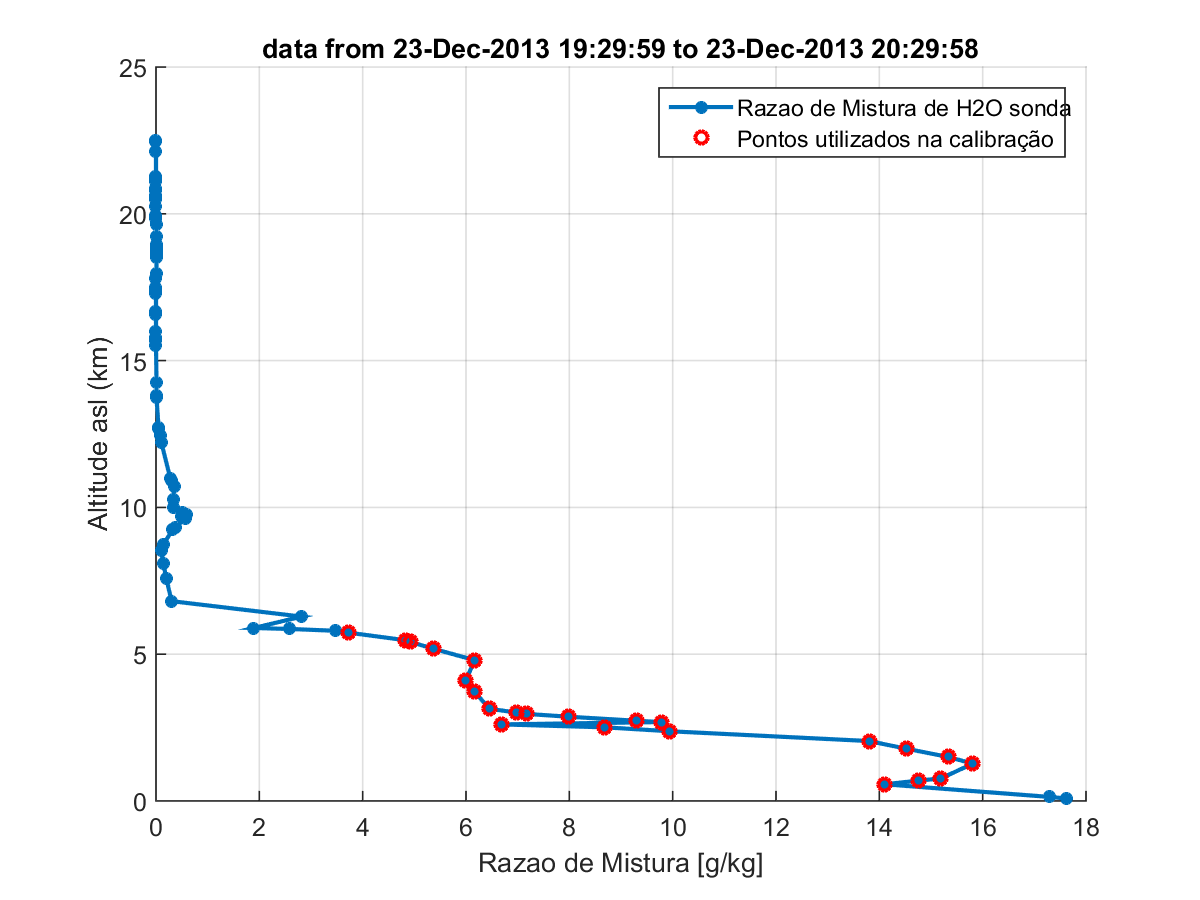 data from 23-Dec-2013 19:29:59 to 23-Dec-2013 20:29:58
Razao de Mistura de H2O sonda
Pontos utilizados na calibração
25
20
15
10
5
0
Altitude asl (km)
0 2 4 6 8 10 12 14 16 18
Razao de Mistura [g/kg]